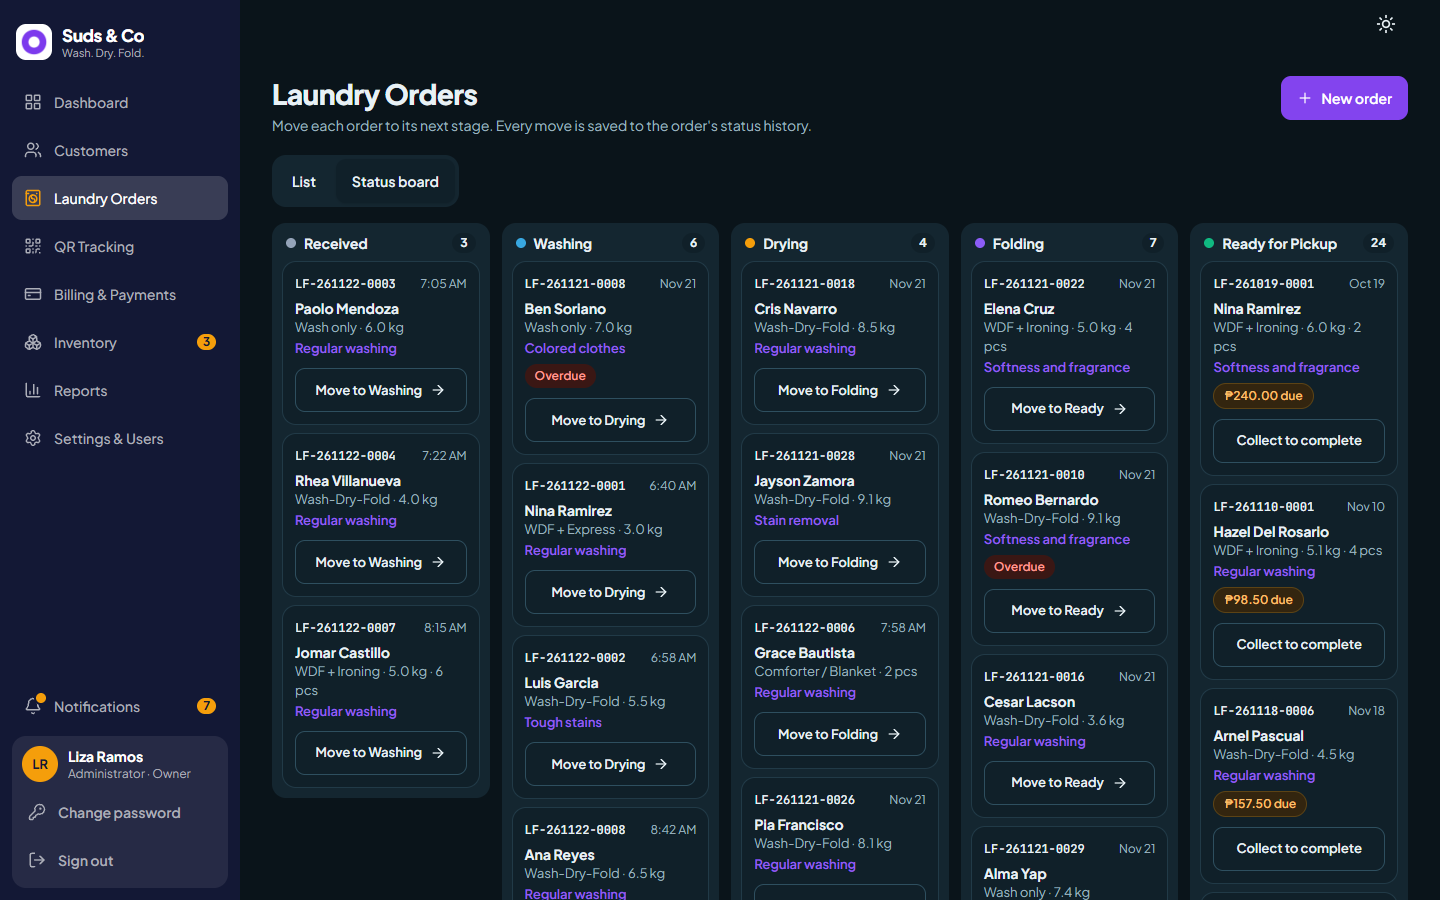 Suds & Co
Wash. Dry. Fold.
Dashboard
Customers
Laundry Orders
QR Tracking
Billing & Payments
Inventory
3
Reports
Settings & Users
Notifications
7
LR
Liza Ramos
Administrator · Owner
Change password
Sign out
Laundry Orders
Move each order to its next stage. Every move is saved to the order's status history.
New order
List
Status board
Received
3
LF-261122-0003
7:05 AM
Paolo Mendoza
Wash only · 6.0 kg
Regular washing
Move to Washing
LF-261122-0004
7:22 AM
Rhea Villanueva
Wash-Dry-Fold · 4.0 kg
Regular washing
Move to Washing
LF-261122-0007
8:15 AM
Jomar Castillo
WDF + Ironing · 5.0 kg · 6
pcs
Regular washing
Move to Washing
Washing
6
LF-261121-0008
Nov 21
Ben Soriano
Wash only · 7.0 kg
Colored clothes
Overdue
Move to Drying
LF-261122-0001
6:40 AM
Nina Ramirez
WDF + Express · 3.0 kg
Regular washing
Move to Drying
LF-261122-0002
6:58 AM
Luis Garcia
Wash-Dry-Fold · 5.5 kg
Tough stains
Move to Drying
LF-261122-0008
8:42 AM
Ana Reyes
Wash-Dry-Fold · 6.5 kg
Regular washing
Drying
4
LF-261121-0018
Nov 21
Cris Navarro
Wash-Dry-Fold · 8.5 kg
Regular washing
Move to Folding
LF-261121-0028
Nov 21
Jayson Zamora
Wash-Dry-Fold · 9.1 kg
Stain removal
Move to Folding
LF-261122-0006
7:58 AM
Grace Bautista
Comforter / Blanket · 2 pcs
Regular washing
Move to Folding
LF-261121-0026
Nov 21
Pia Francisco
Wash-Dry-Fold · 8.1 kg
Regular washing
Folding
7
LF-261121-0022
Nov 21
Elena Cruz
WDF + Ironing · 5.0 kg · 4
pcs
Softness and fragrance
Move to Ready
LF-261121-0010
Nov 21
Romeo Bernardo
Wash-Dry-Fold · 9.1 kg
Softness and fragrance
Overdue
Move to Ready
LF-261121-0016
Nov 21
Cesar Lacson
Wash-Dry-Fold · 3.6 kg
Regular washing
Move to Ready
LF-261121-0029
Nov 21
Alma Yap
Wash only · 7.4 kg
Ready for Pickup
24
LF-261019-0001
Oct 19
Nina Ramirez
WDF + Ironing · 6.0 kg · 2
pcs
Softness and fragrance
₱240.00 due
Collect to complete
LF-261110-0001
Nov 10
Hazel Del Rosario
WDF + Ironing · 5.1 kg · 4 pcs
Regular washing
₱98.50 due
Collect to complete
LF-261118-0006
Nov 18
Arnel Pascual
Wash-Dry-Fold · 4.5 kg
Regular washing
₱157.50 due
Collect to complete